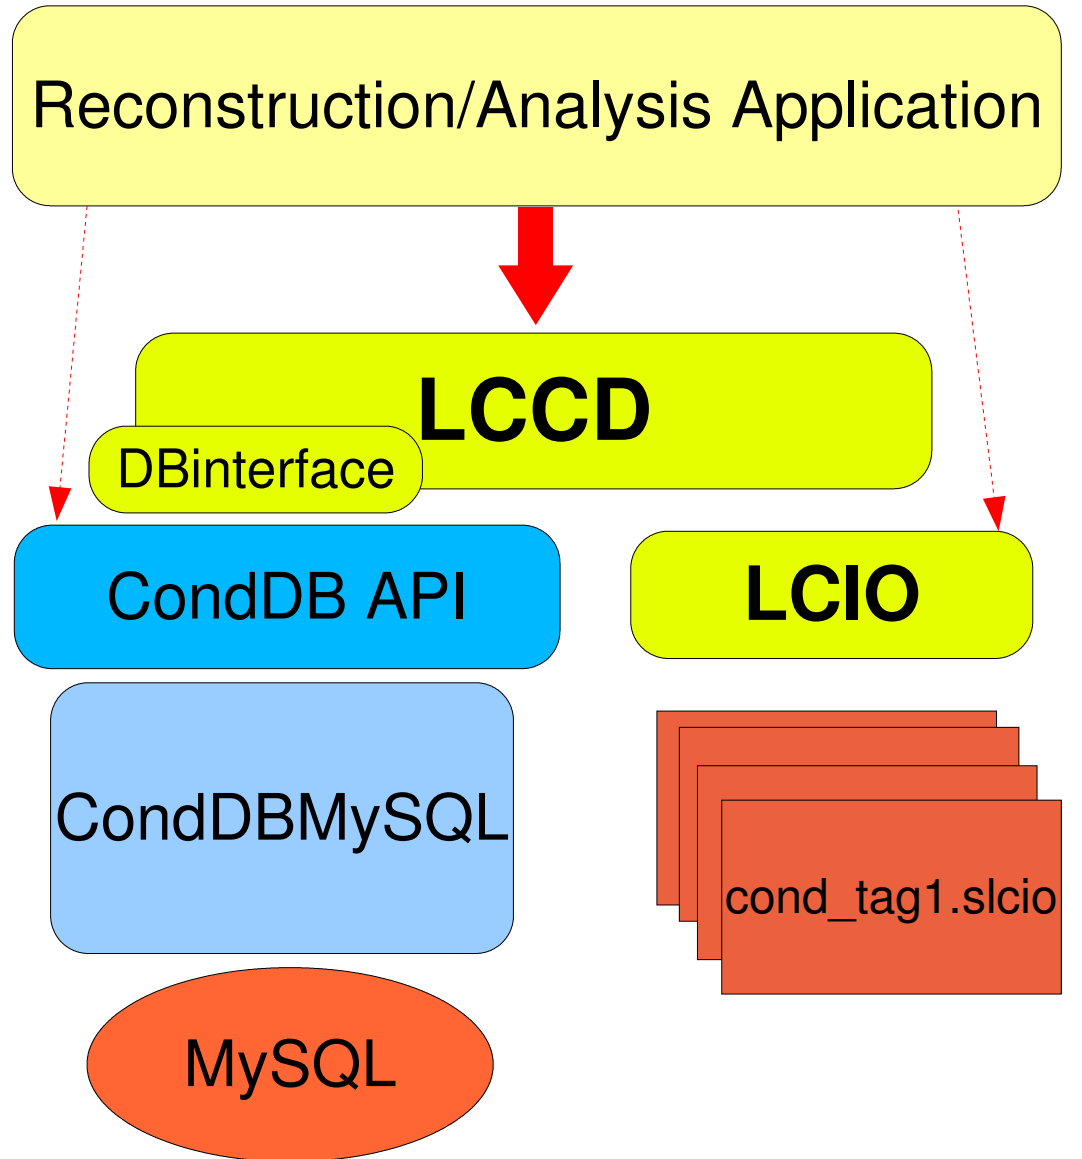 Reconstruction/Analysis Application
LCCD
DBinterface
CondDB API
LCIO
CondDBMySQL
cond_tag1.slcio
MySQL